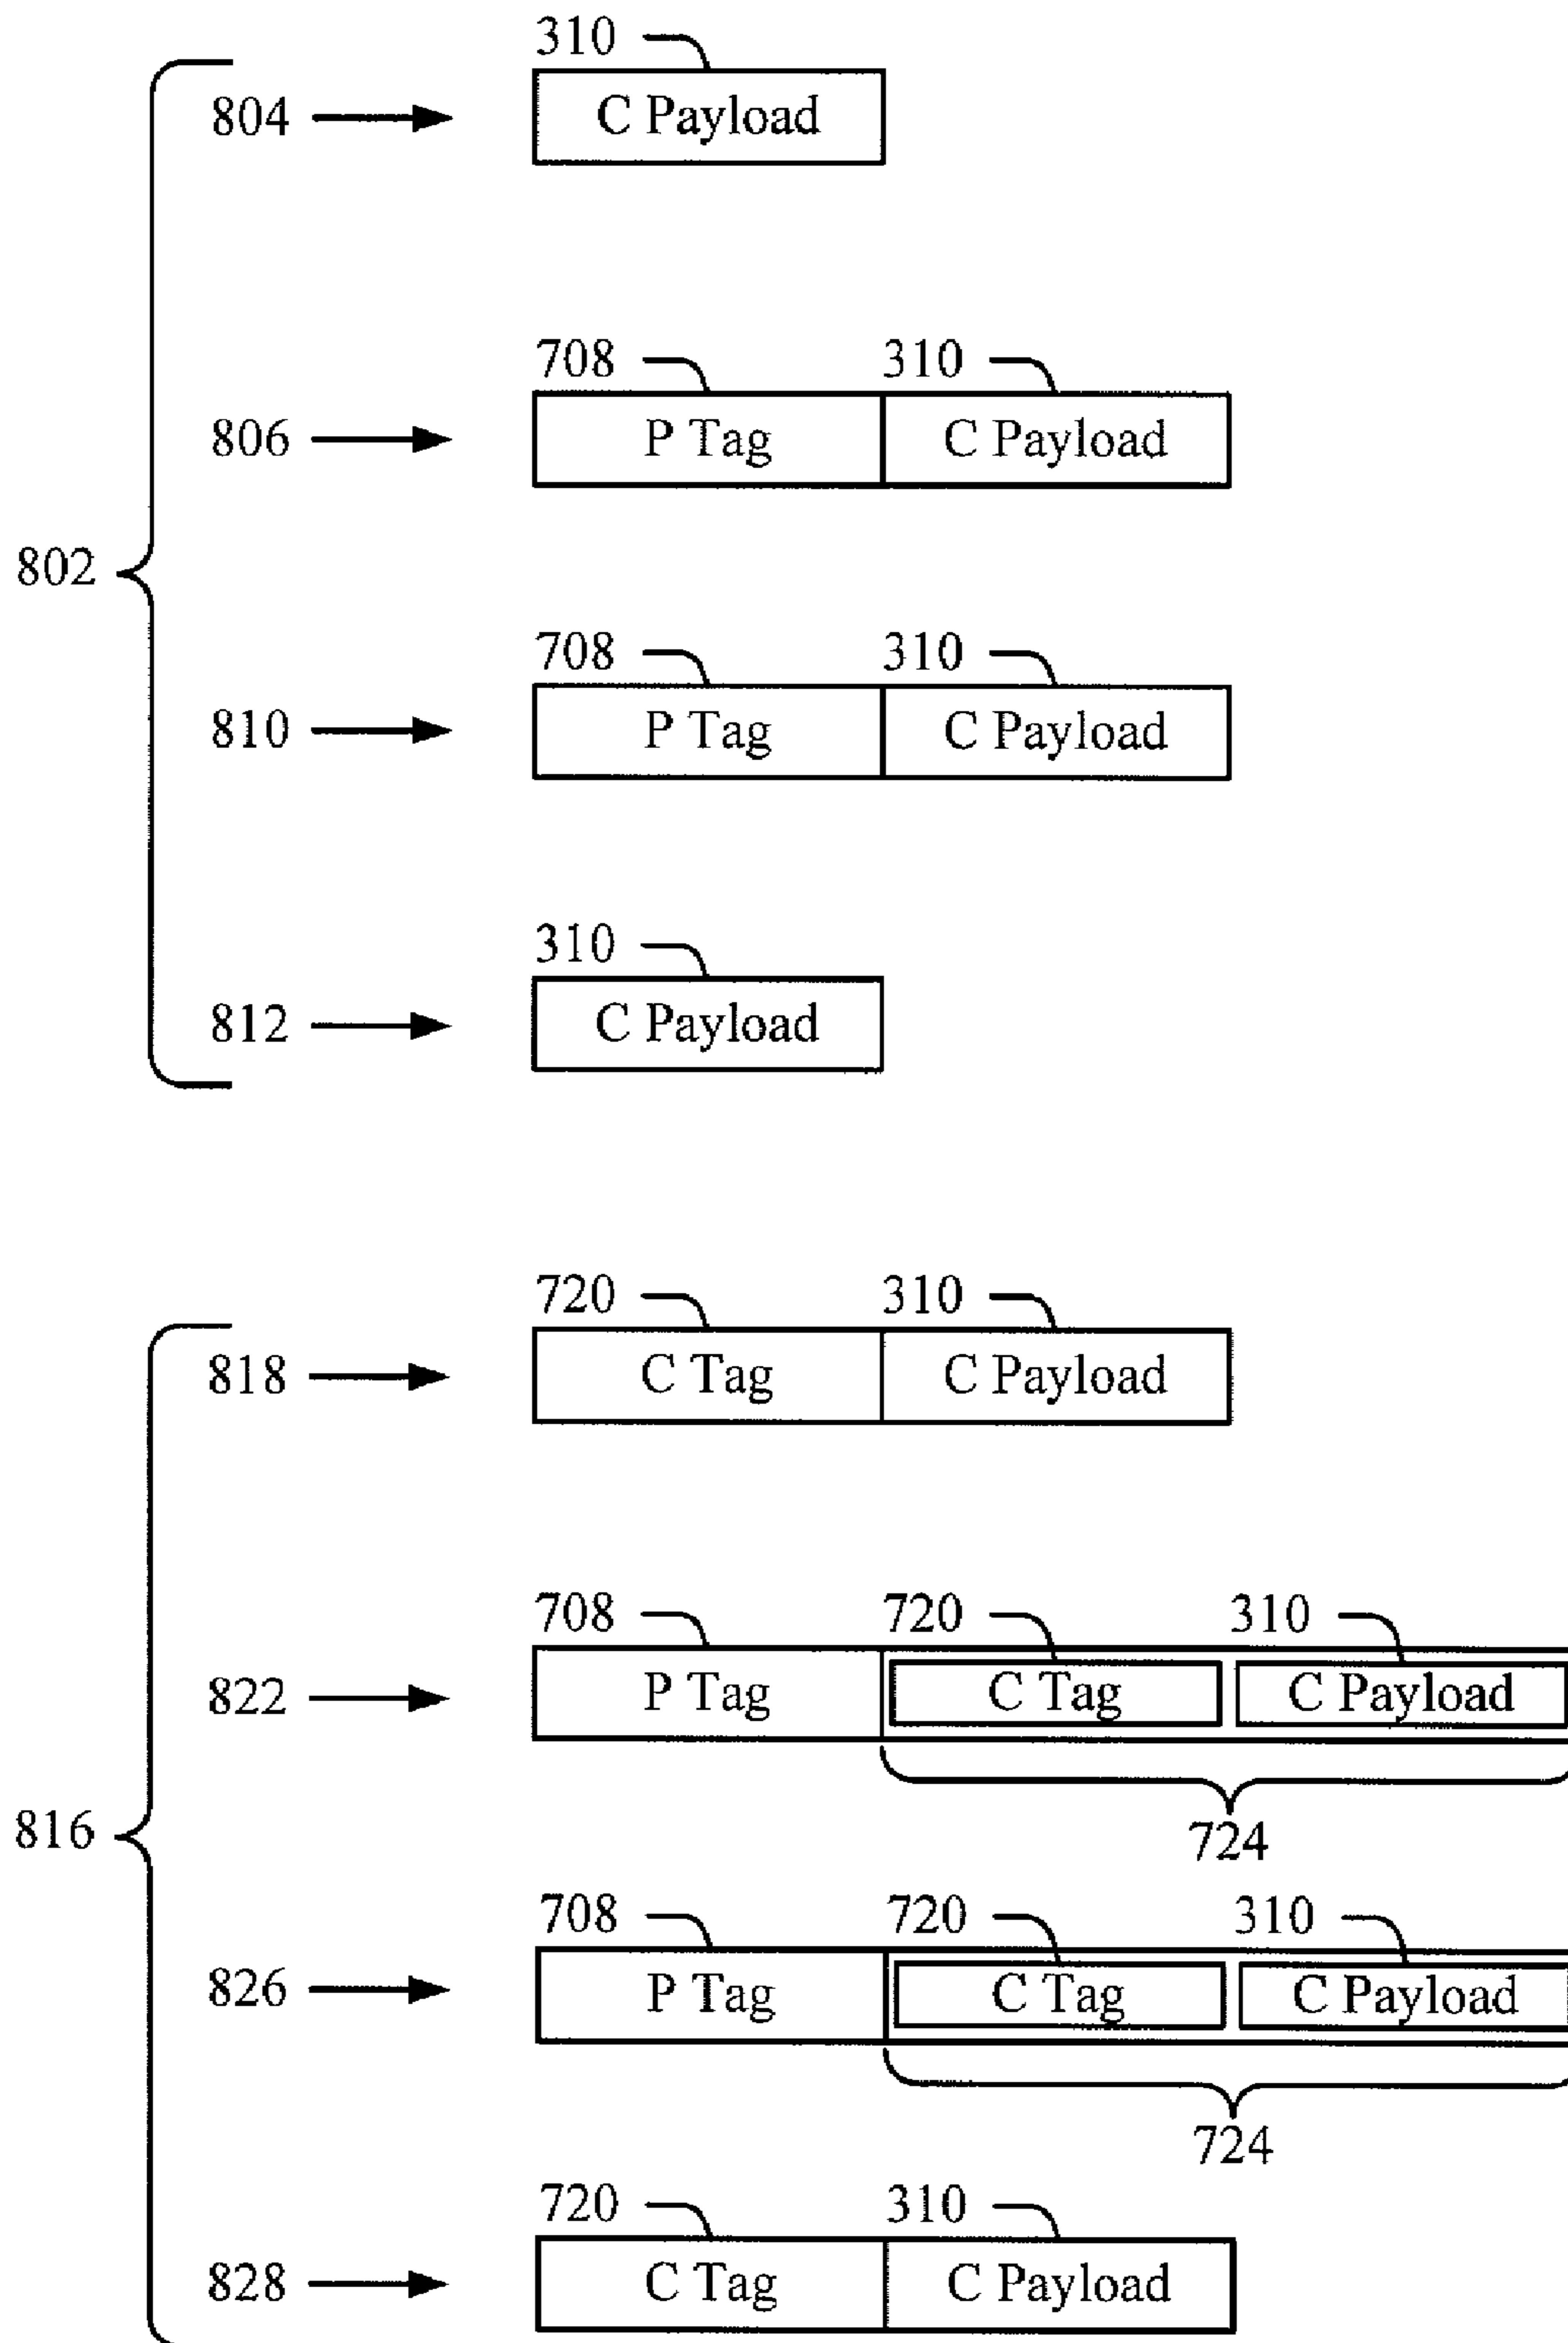 310
804 C Payload
708 310
806 P Tag C Payload
802
708 310
810 P Tag C Payload
310
812 C Payload
720 310
818 C Tag C Payload
708 720 310
822 P Tag C Tag C Payload
816 724
708 720 310
826 P Tag C Tag C Payload
724
720 310
828 C Tag C Payload